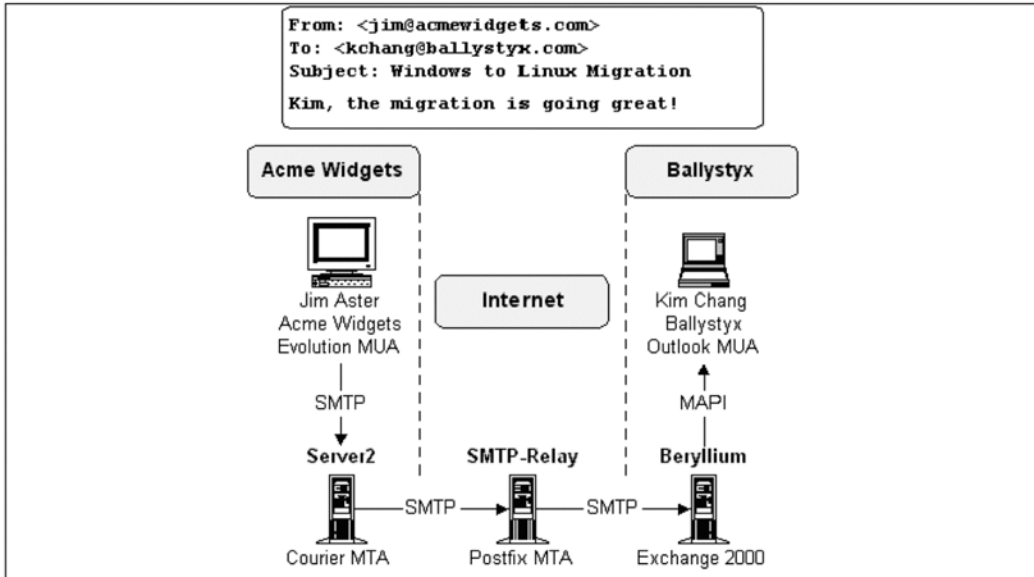 From: <jim@acmewidgets.com>
To: <kchang@ballystyx.com>
Subject: Windows to Linux Migration
Kim, the migration is going great!
Acme Widgets
Ballystyx
Internet
Jim Aster
Acme Widgets
Evolution MUA
Kim Chang
Ballystyx
Outlook MUA
SMTP
MAPI
Server2
SMTP-Relay
Beryllium
SMTP
SMTP
Courier MTA
Postfix MTA
Exchange 2000